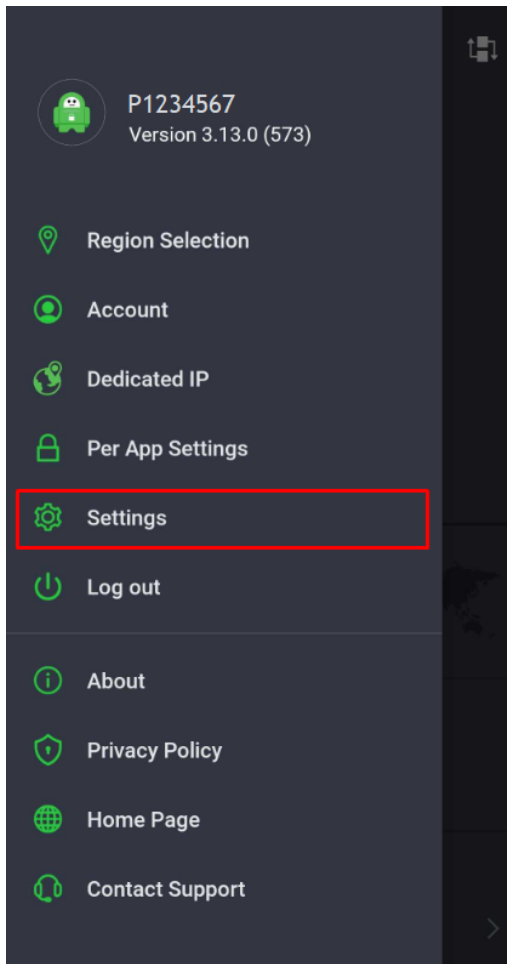 P1234567
Version 3.13.0 (573)
Region Selection
Account
Dedicated IP
Per App Settings
Settings
Log out
About
Privacy Policy
Home Page
Contact Support